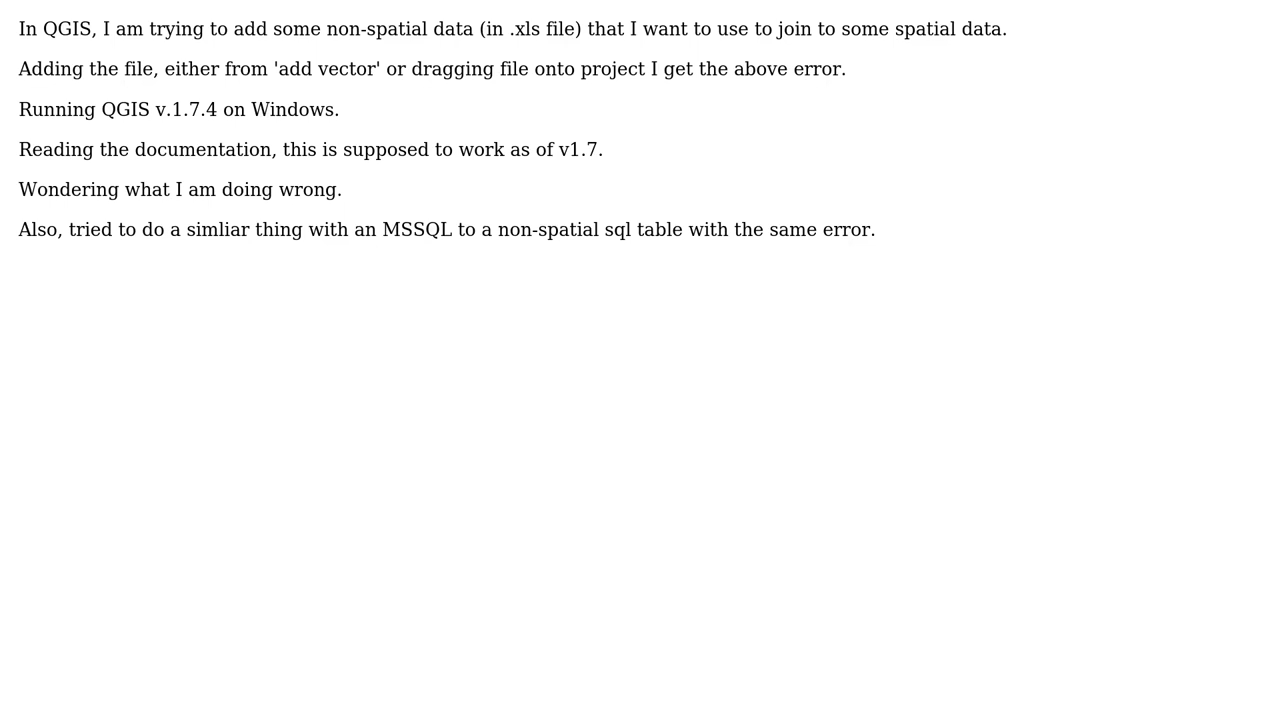 In QGIS, I am trying to add some non-spatial data (in .xls file) that I want to use to join to some spatial data.
Adding the file, either from 'add vector' or dragging file onto project I get the above error.
Running QGIS v.1.7.4 on Windows.
Reading the documentation, this is supposed to work as of v1.7.
Wondering what I am doing wrong.
Also, tried to do a simliar thing with an MSSQL to a non-spatial sql table with the same error.